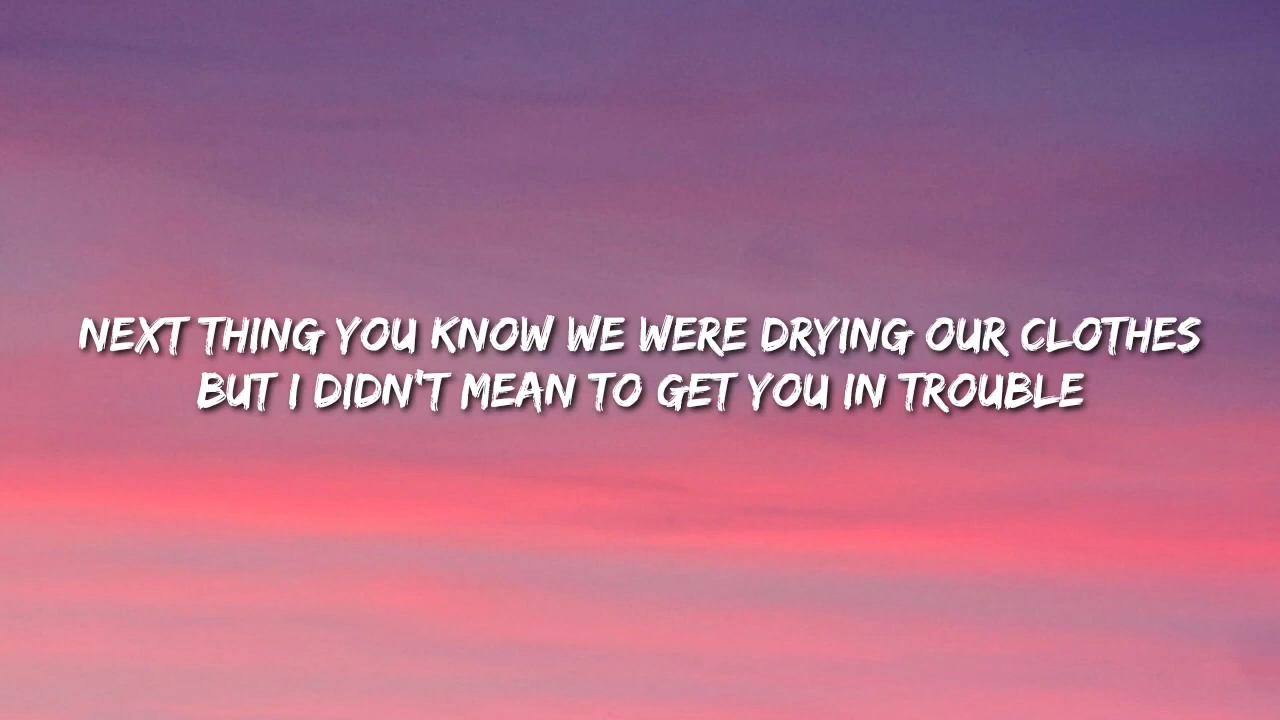 NEXT THING YOU KNOW WE WERE DRYING OUR CLOTHES
BUT I DIDN'T MEAN TO GET YOU IN TROUBLE